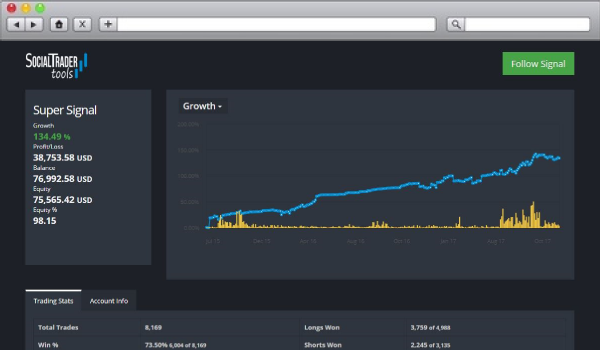 X
SOCIALTRADER
tools
Follow Signal
Super Signal
Growth
134.49 %
Profit/Loss
38,753.58 USD
Balance
76,992.58 USD
Equity
75,565.42 USD
Equity %
98.15
Growth
Trading Stats
Account Info
Total Trades 8,169 Longs Won 3,759 of 4,988
Win % 73.50% 6,004 of 8,169 Shorts Won 2,245 of 3,135